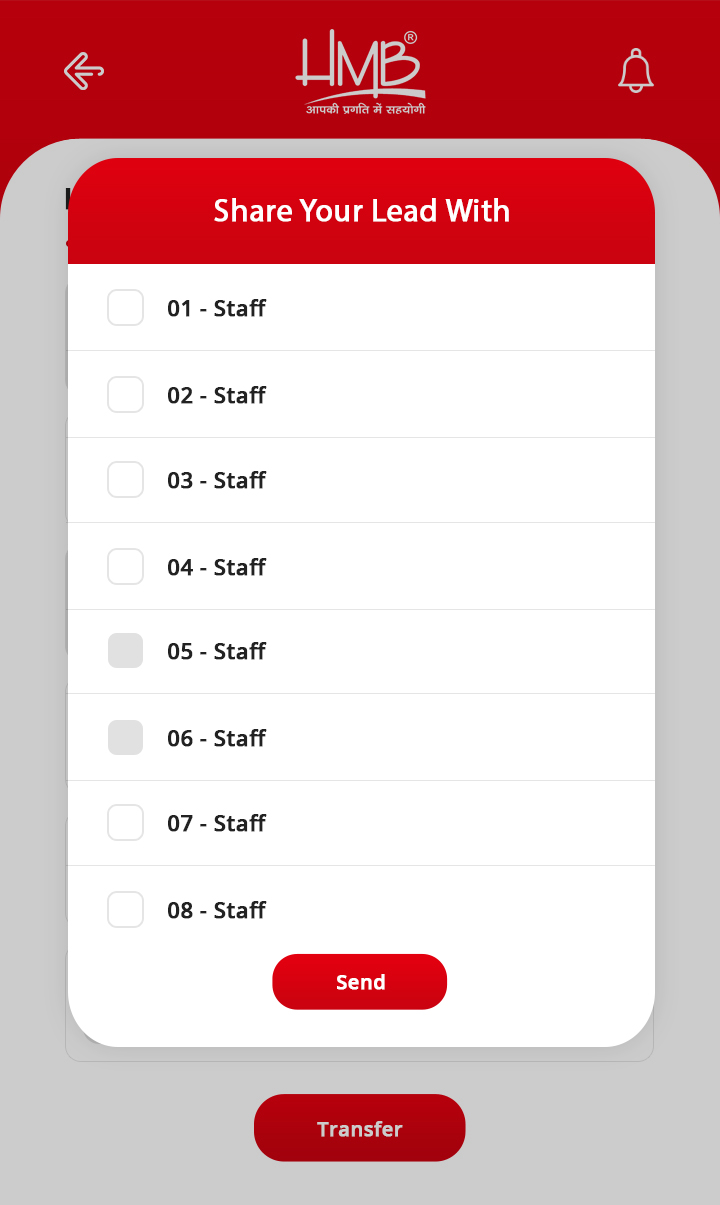 HMB®
आपकी प्रगति में सहयोगी
Share Your Lead With
01 - Staff
02 - Staff
03 - Staff
04 - Staff
05 - Staff
06 - Staff
07 - Staff
08 - Staff
Send
Transfer